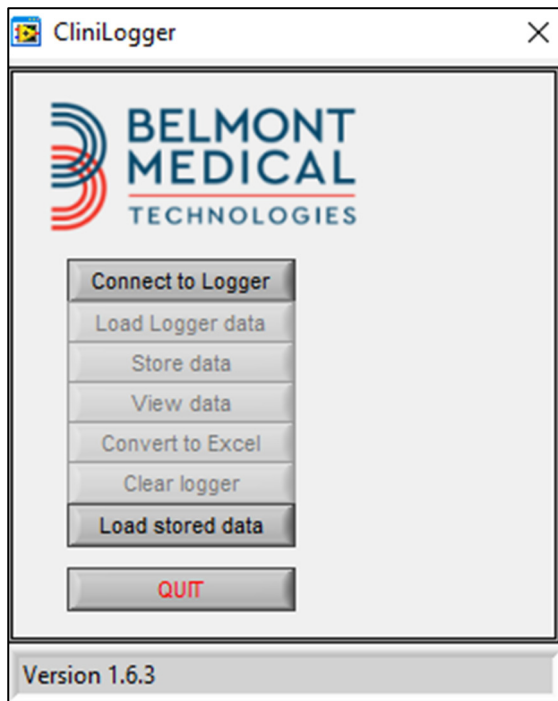 CliniLogger
BELMONT
MEDICAL
TECHNOLOGIES
Connect to Logger
Load Logger data
Store data
View data
Convert to Excel
Clear logger
Load stored data
QUIT
Version 1.6.3